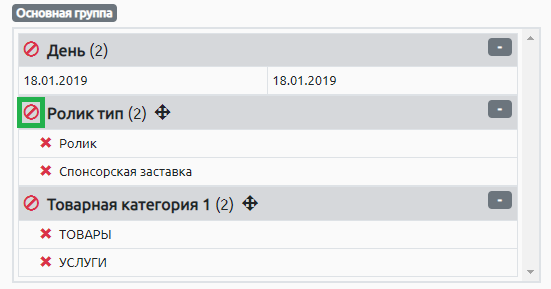 Основная группа
День (2) -
18.01.2019 18.01.2019
Ролик тип (2) -
Ролик
Спонсорская заставка
Товарная категория 1 (2) -
ТОВАРЫ
УСЛУГИ